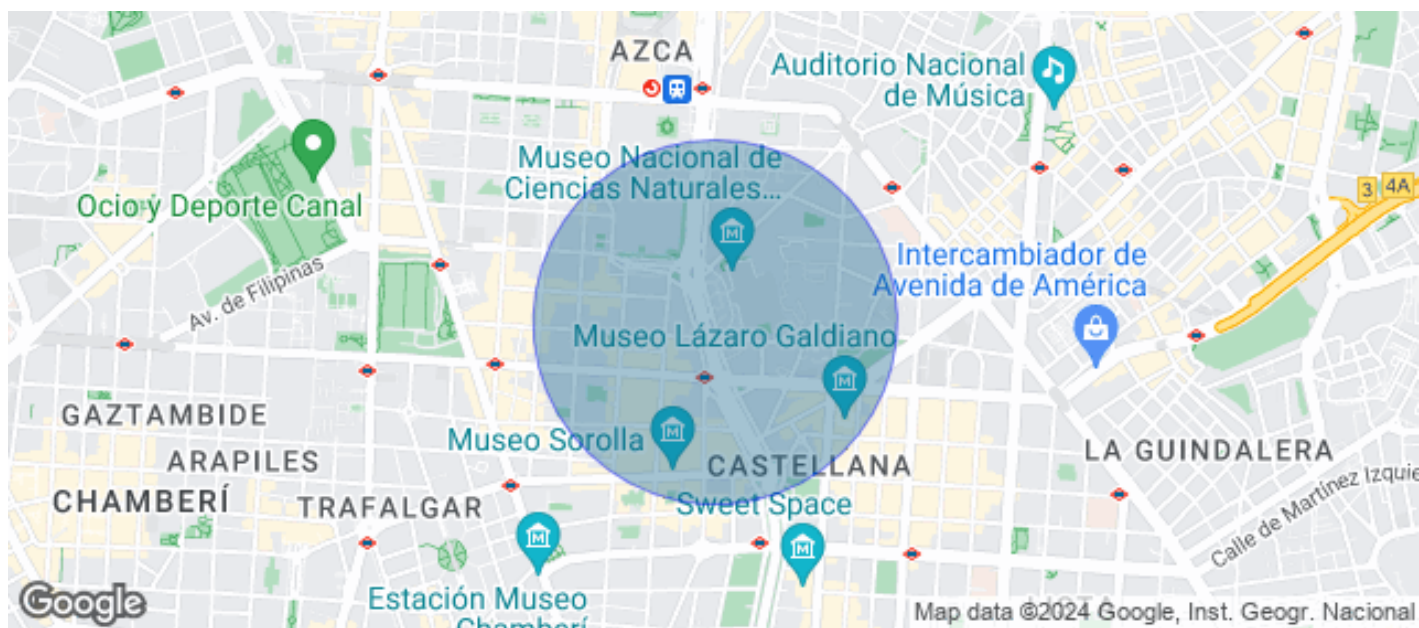 AZCA
Auditorio Nacional
de Música
Museo Nacional de
Ciencias Naturales...
Ocio y Deporte Canal
3
4A
Av. de Filipinas
Intercambiador de
Avenida de América
Museo Lázaro Galdiano
GAZTAMBIDE
Museo Sorolla
LA GUINDALERA
ARAPILES
CASTELLANA
CHAMBERÍ
TRAFALGAR
Sweet Space
Calle de Martínez Izquie
Estación Museo
Chamberí
Google
Map data ©2024 Google, Inst. Geogr. Nacional